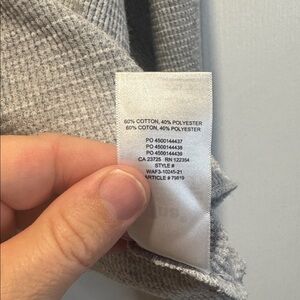 60% COTTON, 40% POLYESTER
60% COTON, 40% POLYESTER
PO 4500144437
PO 4500144438
PO 4500144439
CA 23725 RN 122354
STYLE #
WAF3-10245-21
ARTICLE # 79819